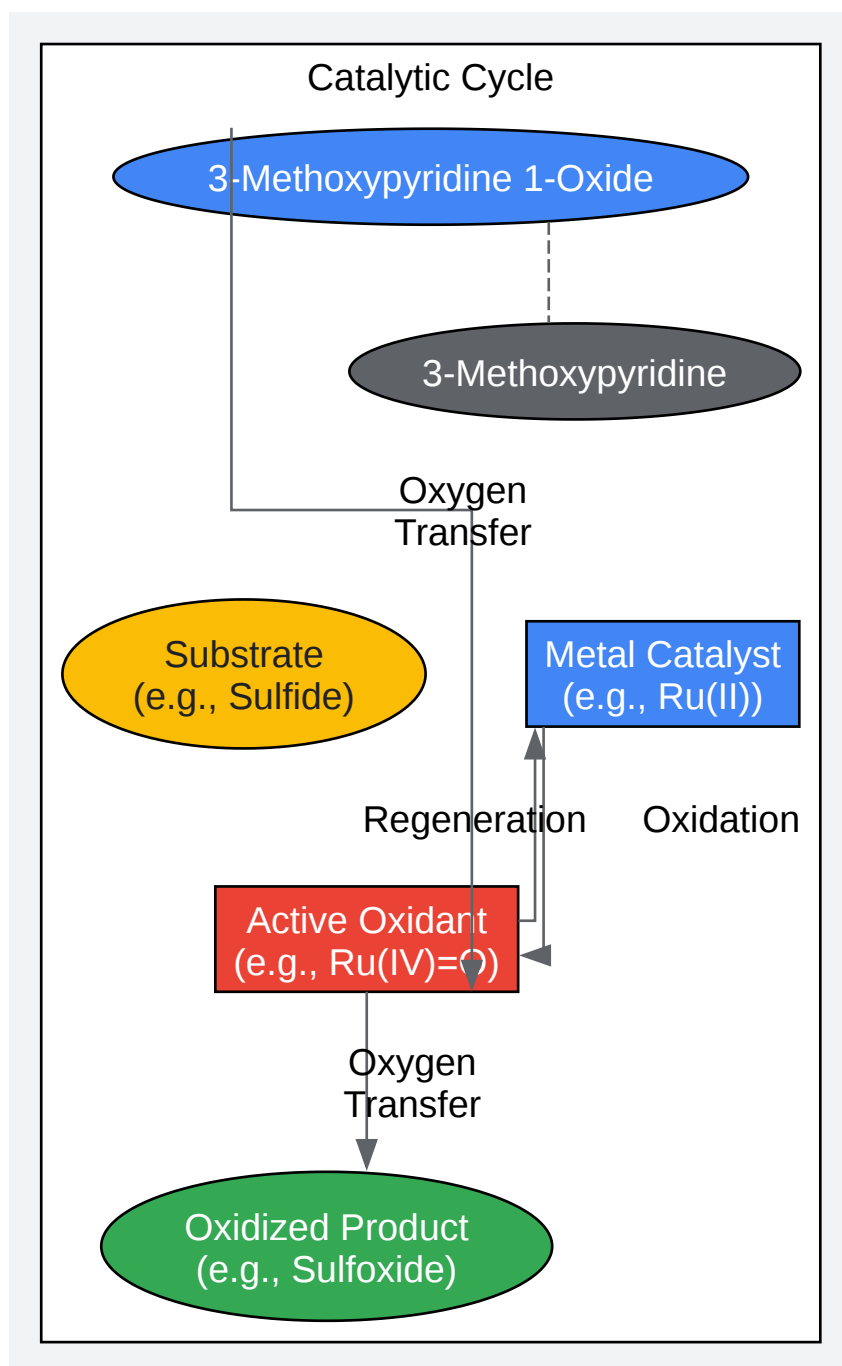 Catalytic Cycle
3-Methoxypyridine 1-Oxide
3-Methoxypyridine
Oxygen
Transfer
Substrate
(e.g., Sulfide)
Metal Catalyst
(e.g., Ru(II))
Regeneration
Oxidation
Active Oxidant
(e.g., Ru(IV)=O)
Oxygen
Transfer
Oxidized Product
(e.g., Sulfoxide)